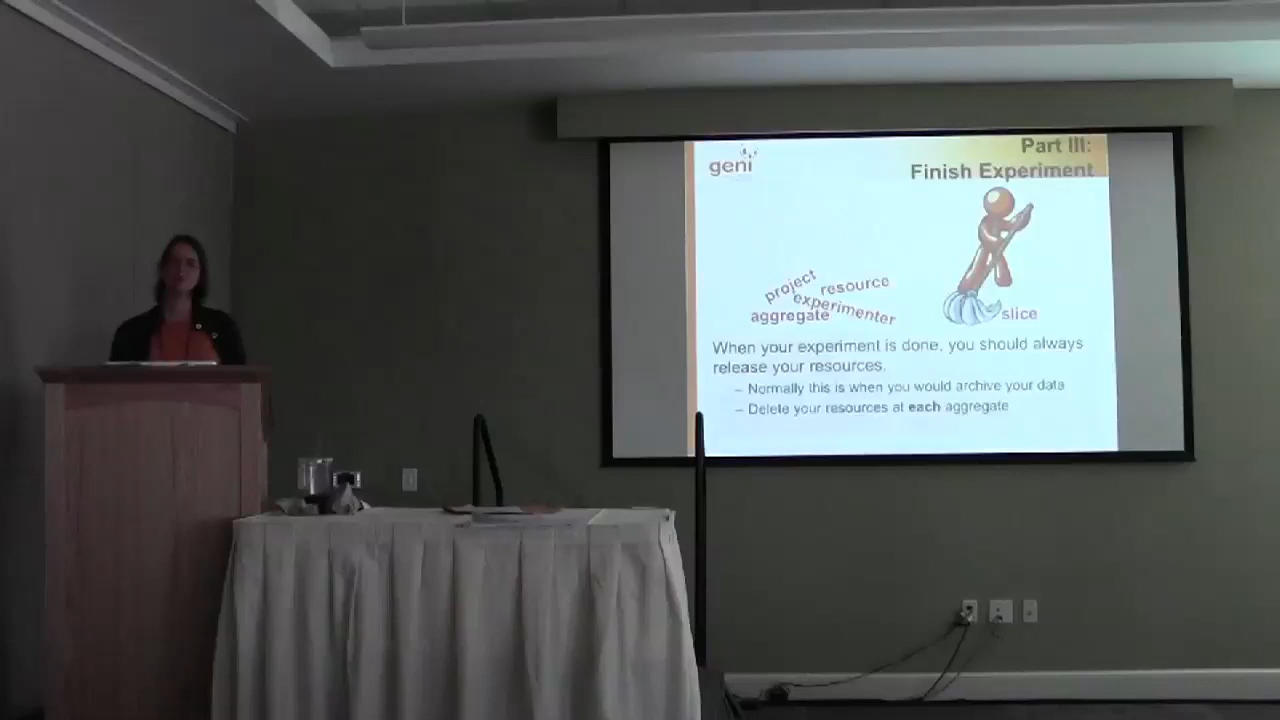 geni
Part III:
Finish Experiment
project
resource
experimenter
aggregate
slice
When your experiment is done, you should always
release your resources.
– Normally this is when you would archive your data
– Delete your resources at each aggregate